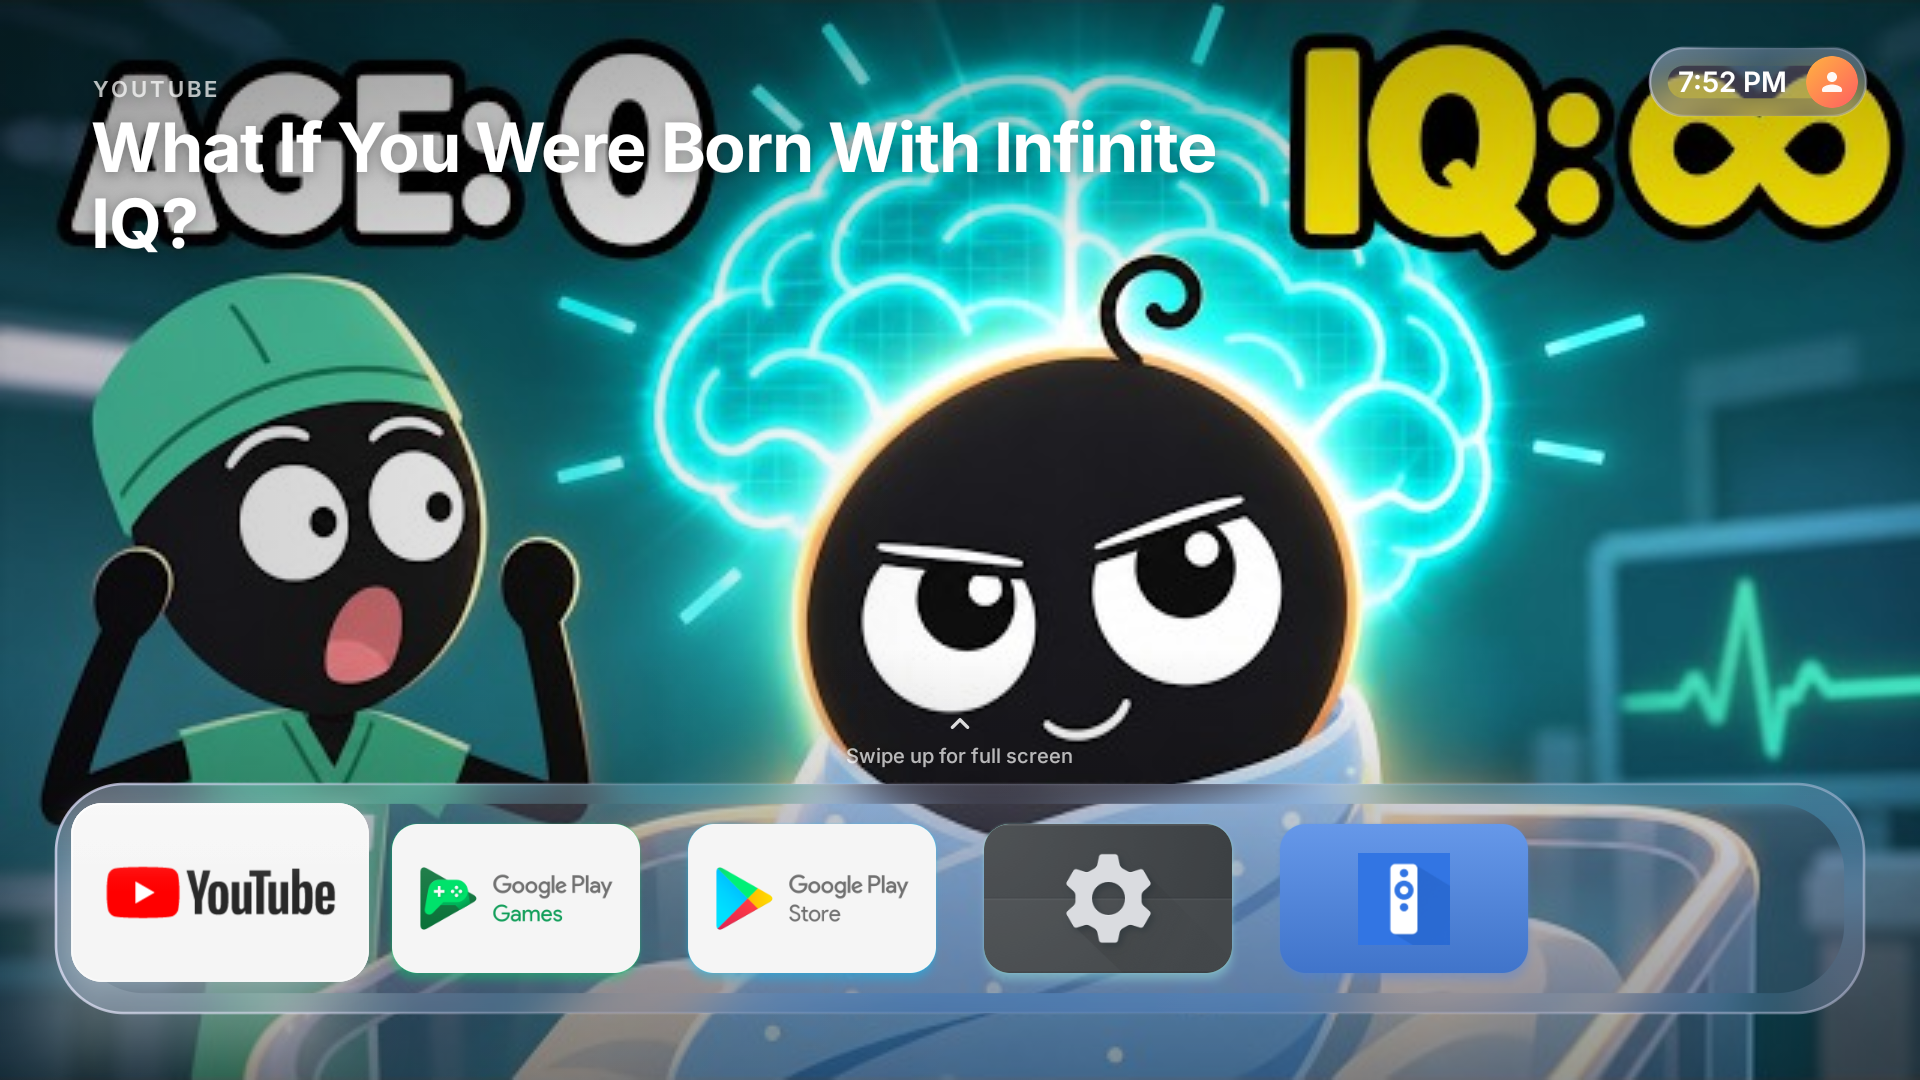 YOUTUBE
AGE: 0
IQ: ∞
7:52 PM
What If You Were Born With Infinite
IQ?
Swipe up for full screen
YouTube
Google Play
Games
Google Play
Store